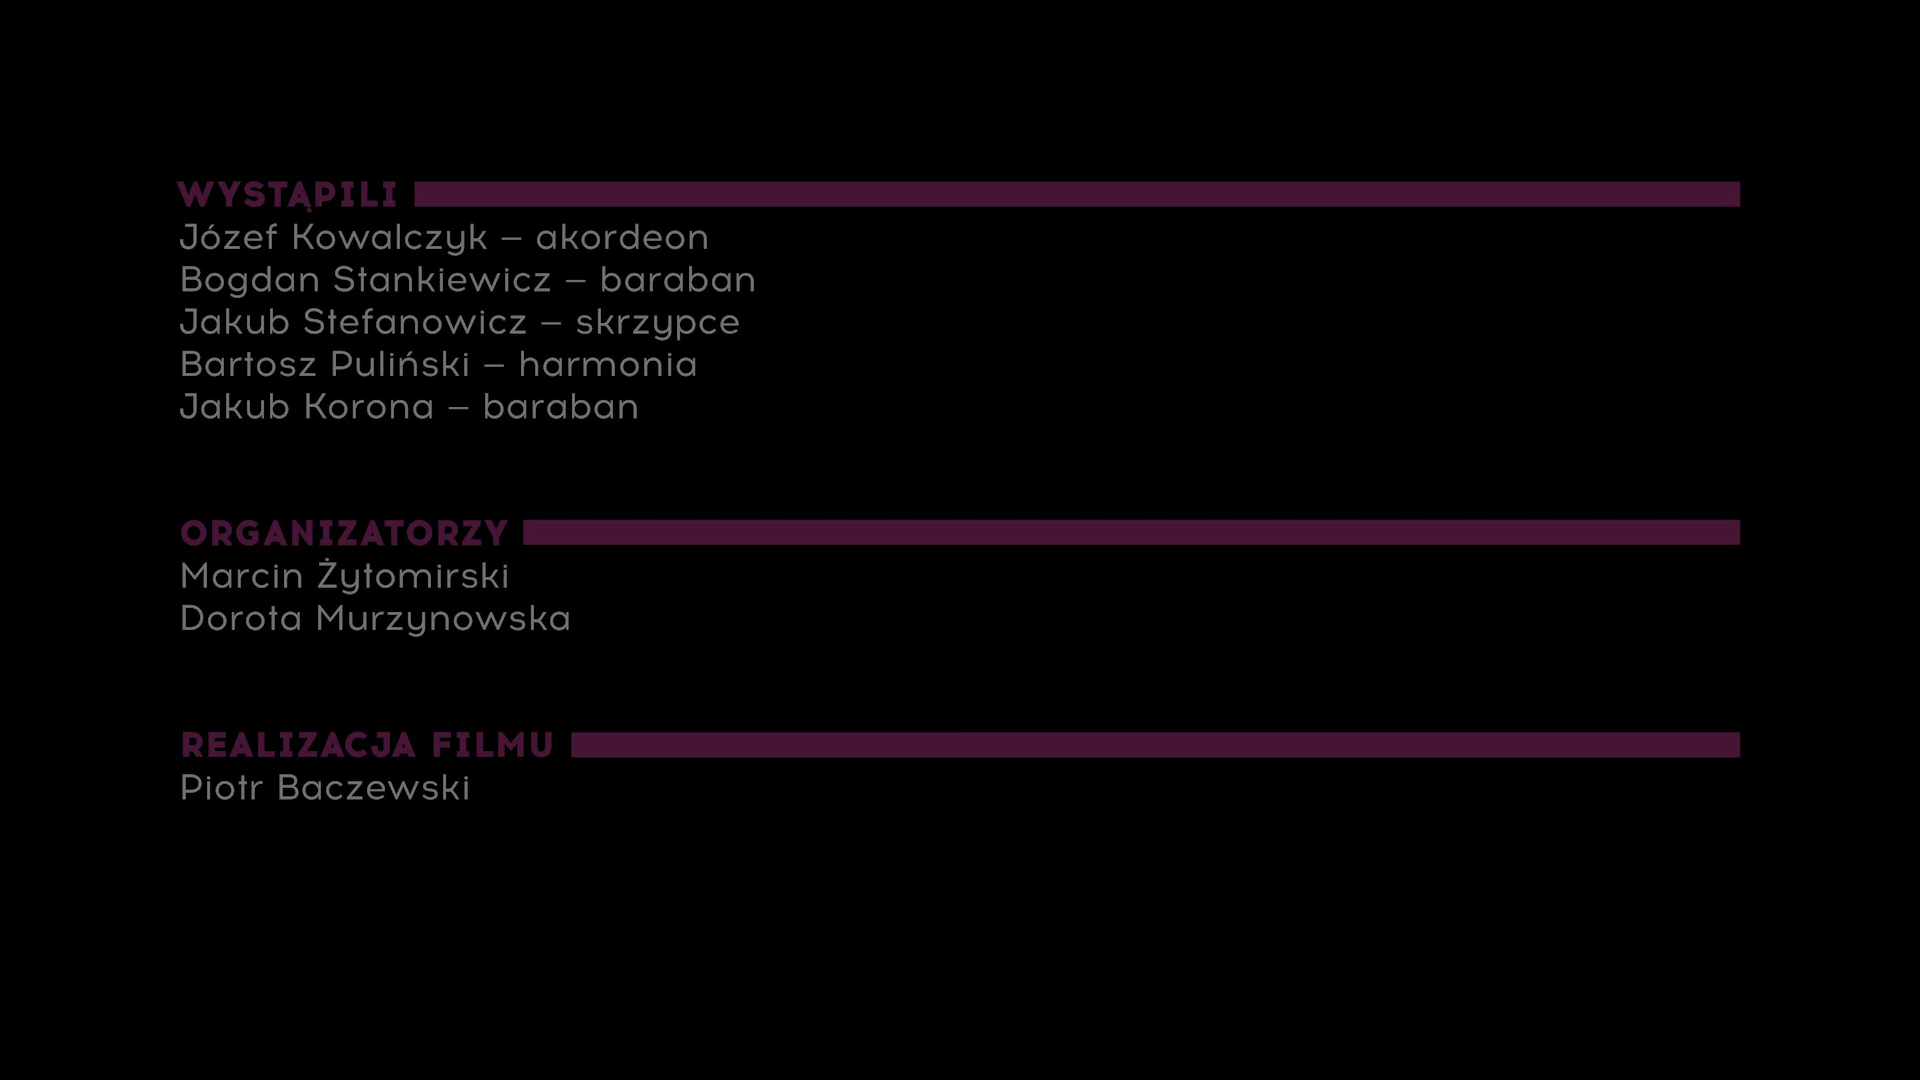 WYSTĄPILI
Józef Kowalczyk – akordeon
Bogdan Stankiewicz – baraban
Jakub Stefanowicz – skrzypce
Bartosz Puliński – harmonia
Jakub Korona – baraban
ORGANIZATORZY
Marcin Żytomirski
Dorota Murzynowska
REALIZACJA FILMU
Piotr Baczewski